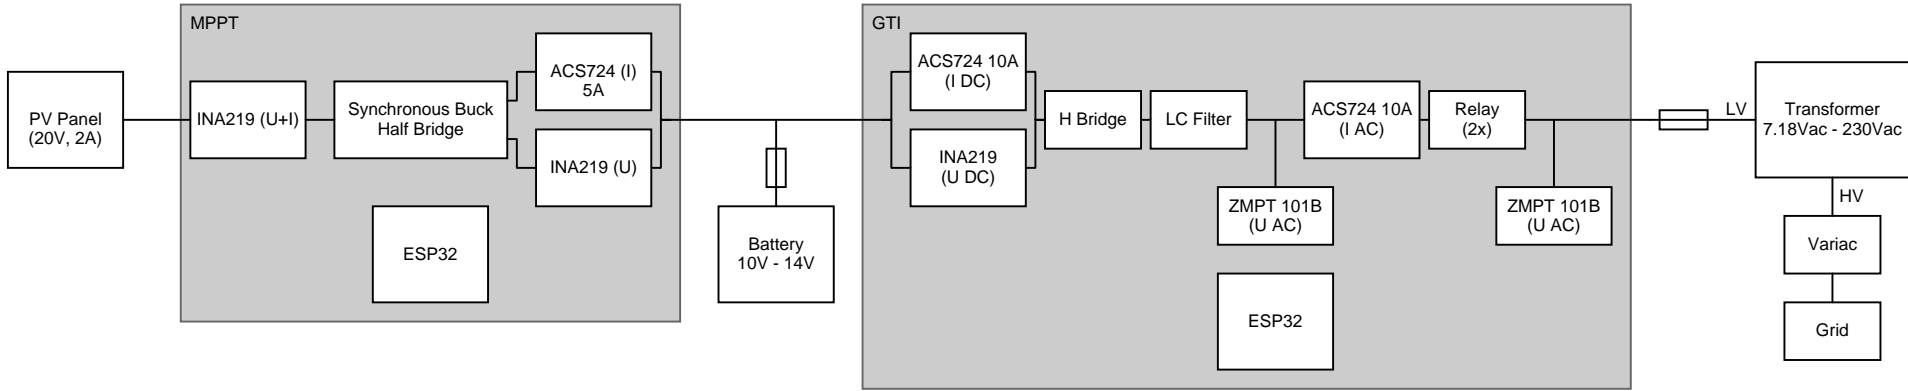 MPPT
GTI
PV Panel
(20V, 2A)
INA219 (U+I)
Synchronous Buck
Half Bridge
ACS724 (I)
5A
INA219 (U)
ESP32
Battery
10V - 14V
ACS724 10A
(I DC)
INA219
(U DC)
H Bridge
LC Filter
ACS724 10A
(I AC)
Relay
(2x)
ZMPT 101B
(U AC)
ZMPT 101B
(U AC)
ESP32
LV
Transformer
7.18Vac - 230Vac
HV
Variac
Grid